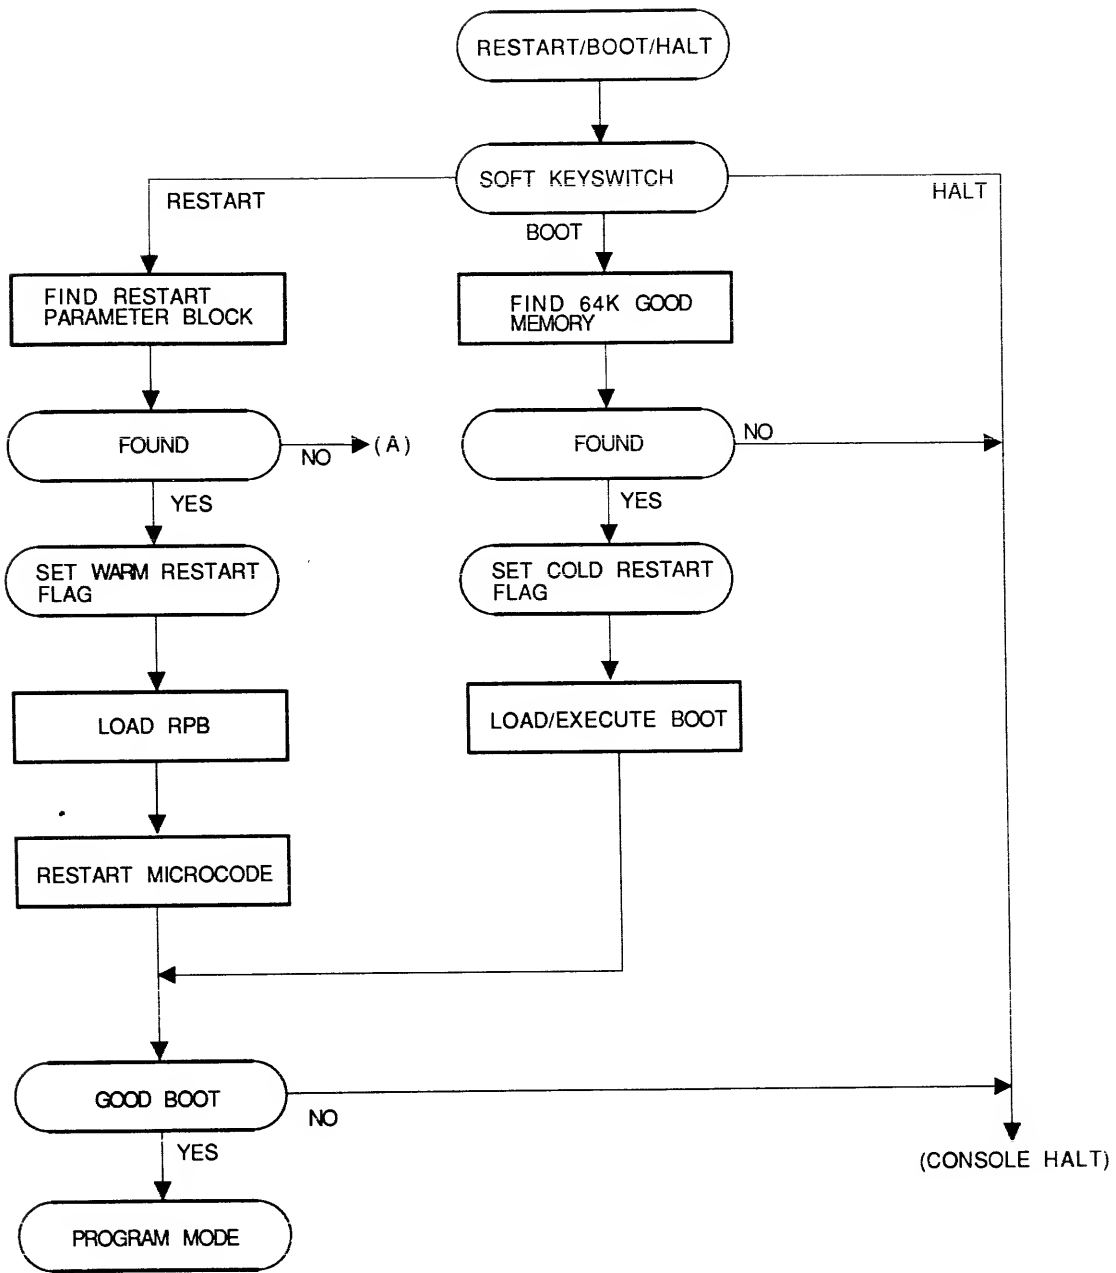 RESTART/BOOT/HALT
SOFT KEYSWITCH
RESTART
HALT
BOOT
FIND RESTART
PARAMETER BLOCK
FIND 64K GOOD
MEMORY
FOUND
NO
(A)
FOUND
NO
YES
YES
SET WARM RESTART
FLAG
SET COLD RESTART
FLAG
LOAD RPB
LOAD/EXECUTE BOOT
RESTART MICROCODE
GOOD BOOT
NO
YES
(CONSOLE HALT)
PROGRAM MODE